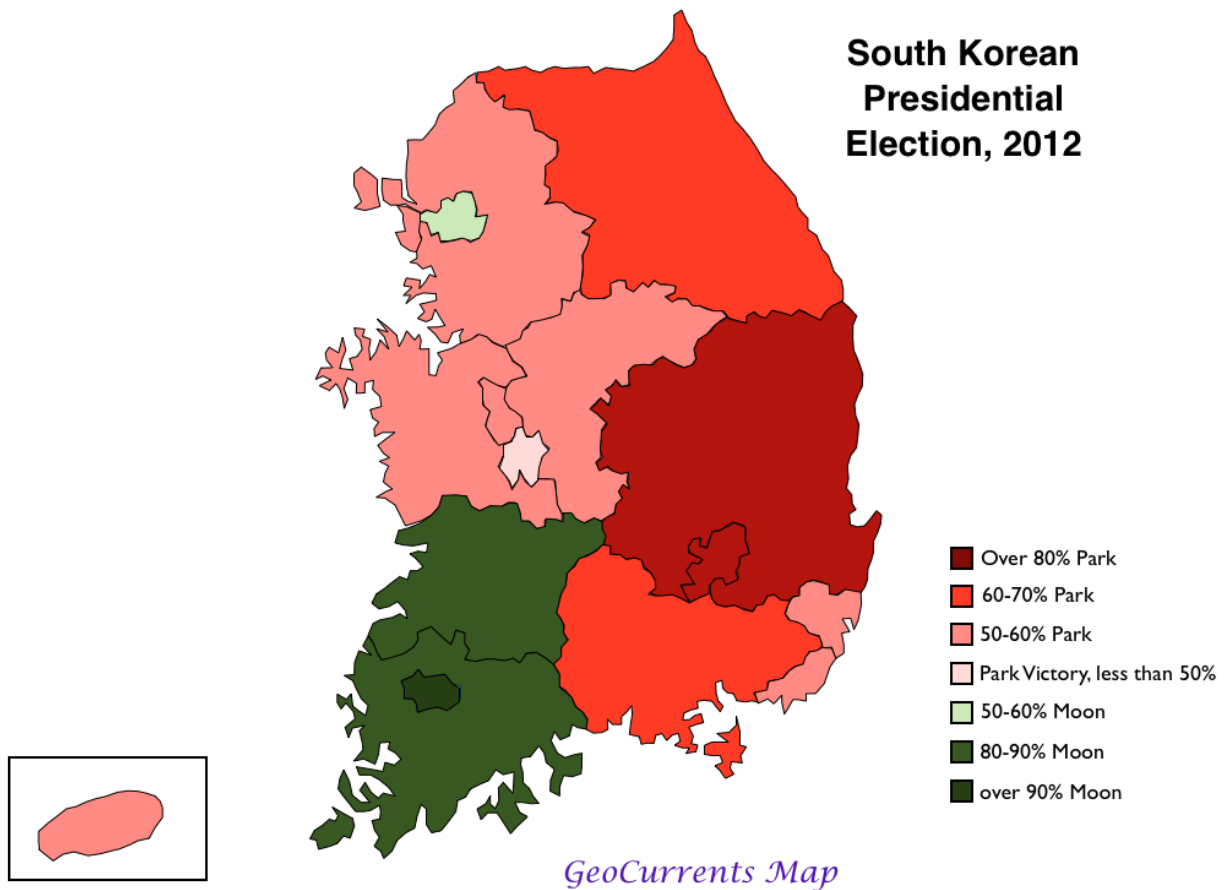 South Korean
Presidential
Election, 2012
Over 80% Park
60-70% Park
50-60% Park
Park Victory, less than 50%
50-60% Moon
80-90% Moon
over 90% Moon
GeoCurrents Map